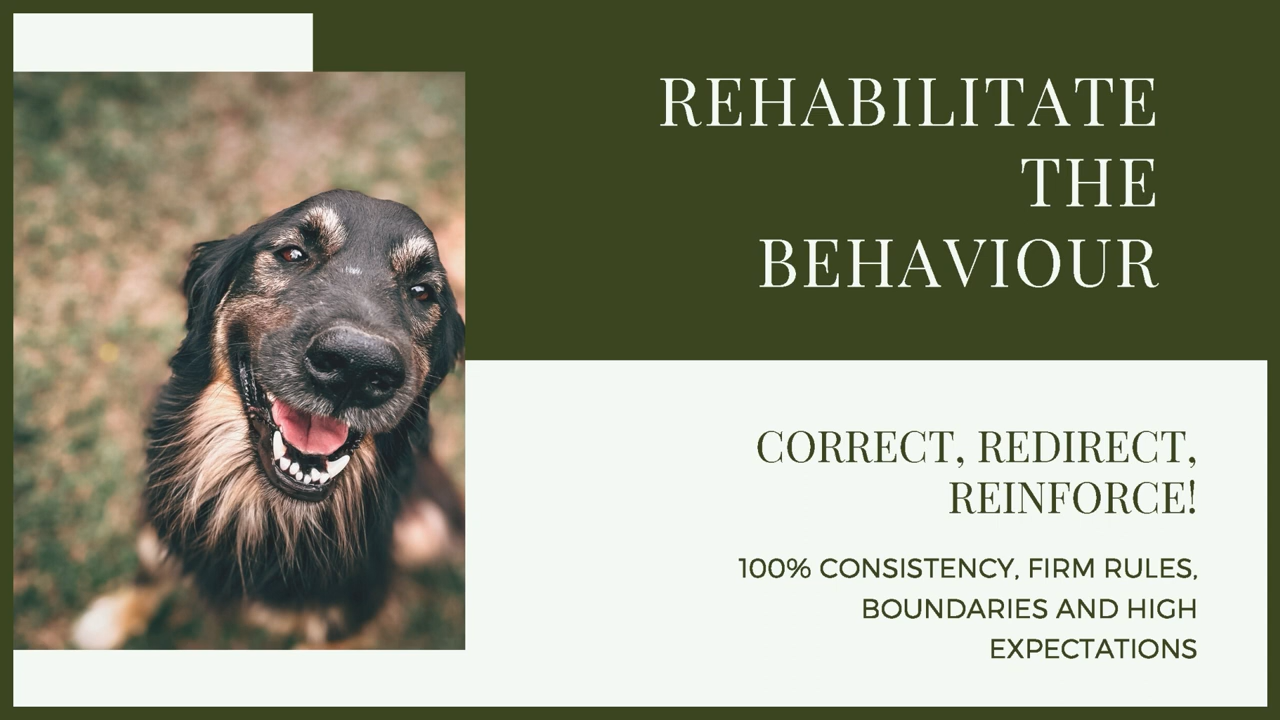 REHABILITATE
THE
BEHAVIOUR
CORRECT, REDIRECT,
REINFORCE!
100% CONSISTENCY, FIRM RULES,
BOUNDARIES AND HIGH
EXPECTATIONS